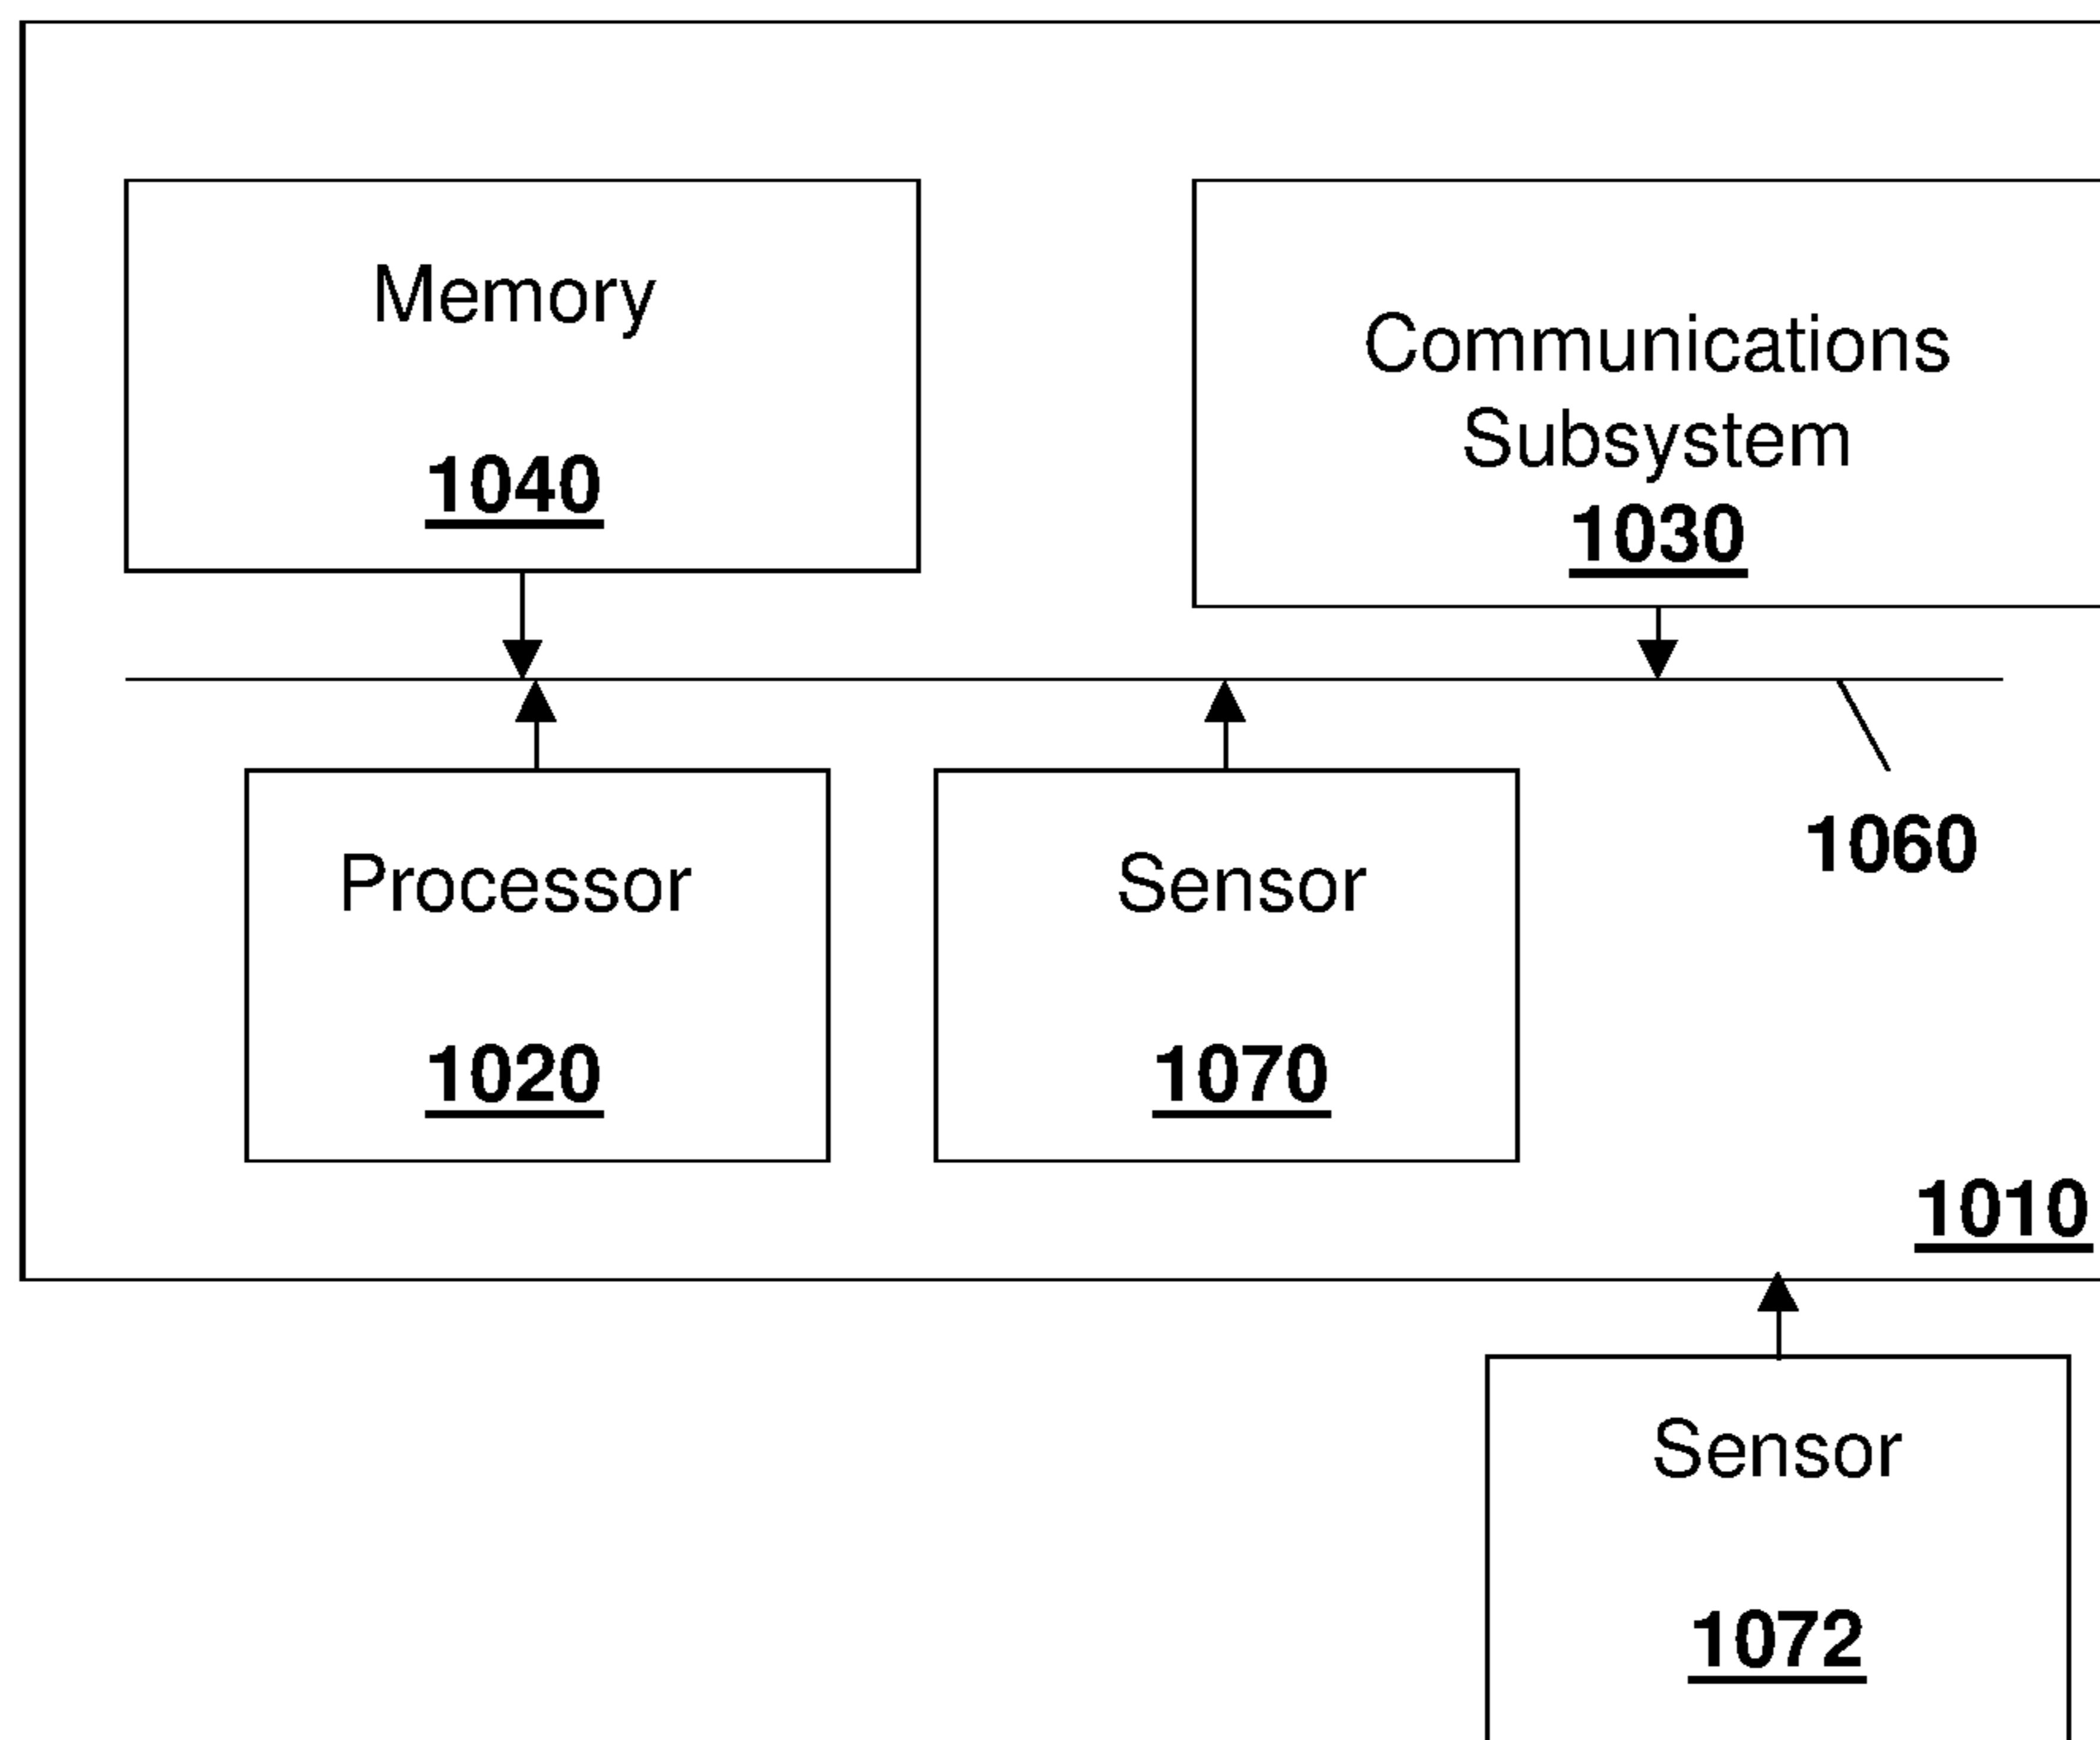 Memory
1040
Communications
Subsystem
1030
Processor
1020
Sensor
1070
1060
1010
Sensor
1072